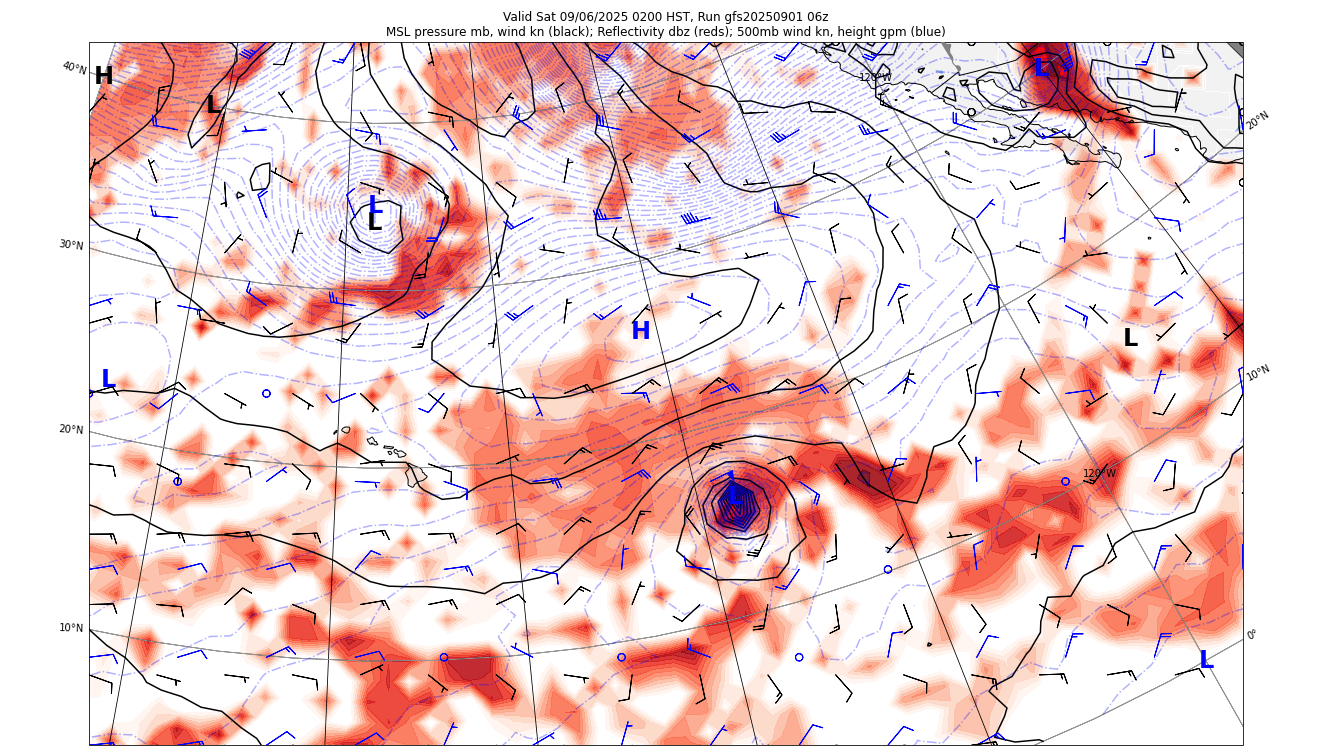 Valid Sat 09/06/2025 0200 HST, Run gfs20250901 06z
MSL pressure mb, wind kn (black); Reflectivity dbz (reds); 500mb wind kn, height gpm (blue)
40°N
H
L
L
120°W
20°N
L
L
30°N
H
L
L
10°N
20°N
L
120°W
10°N
0°
L